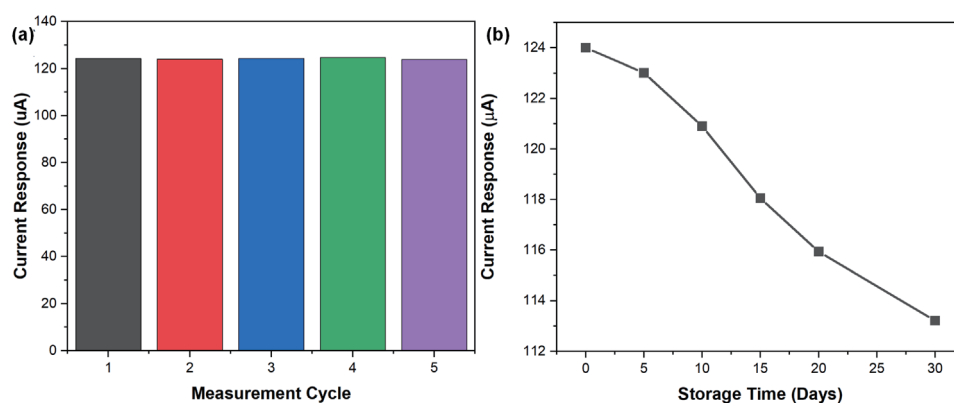 (a)
Current Response (uA)
140
120
100
80
60
40
20
0
1 2 3 4 5
Measurement Cycle
(b)
Current Response (µA)
124
122
120
118
116
114
112
0 5 10 15 20 25 30
Storage Time (Days)